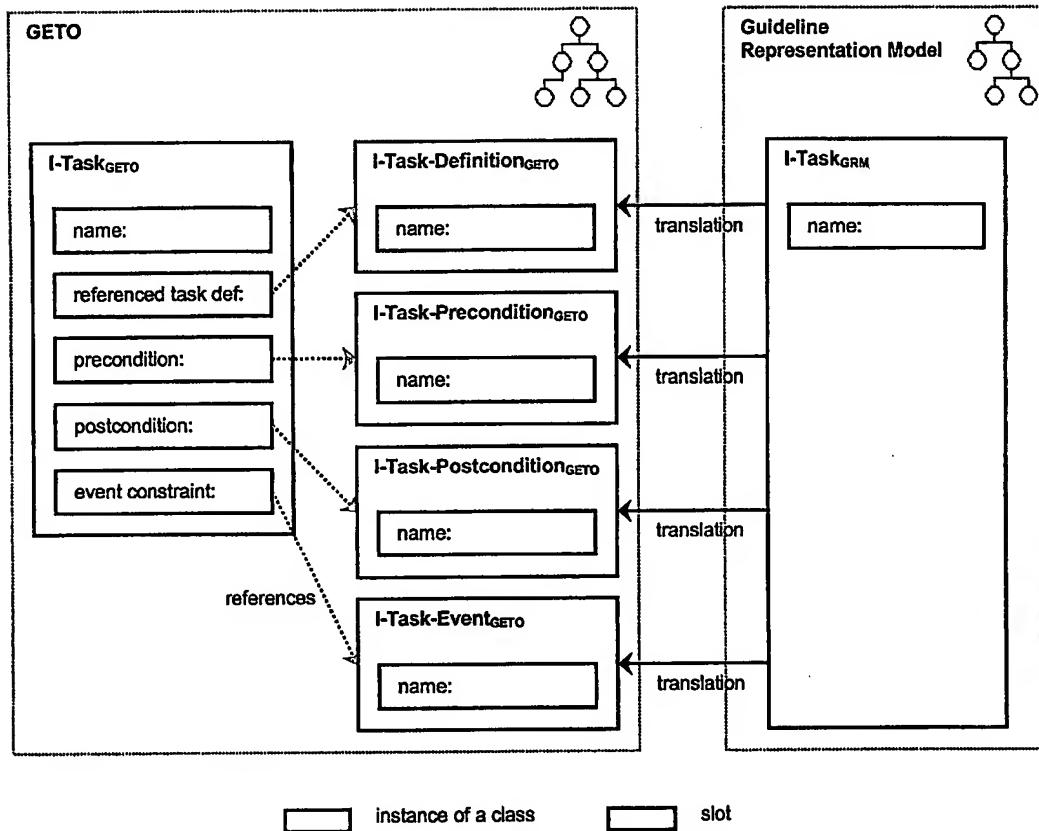 GETO
Guideline
Representation Model
I-TaskGETO
name:
referenced task def:
precondition:
postcondition:
event constraint:
references
I-Task-DefinitionGETO
name:
I-Task-PreconditionGETO
name:
I-Task-PostconditionGETO
name:
I-Task-EventGETO
name:
translation
translation
translation
translation
I-TaskGRM
name:
instance of a class
slot